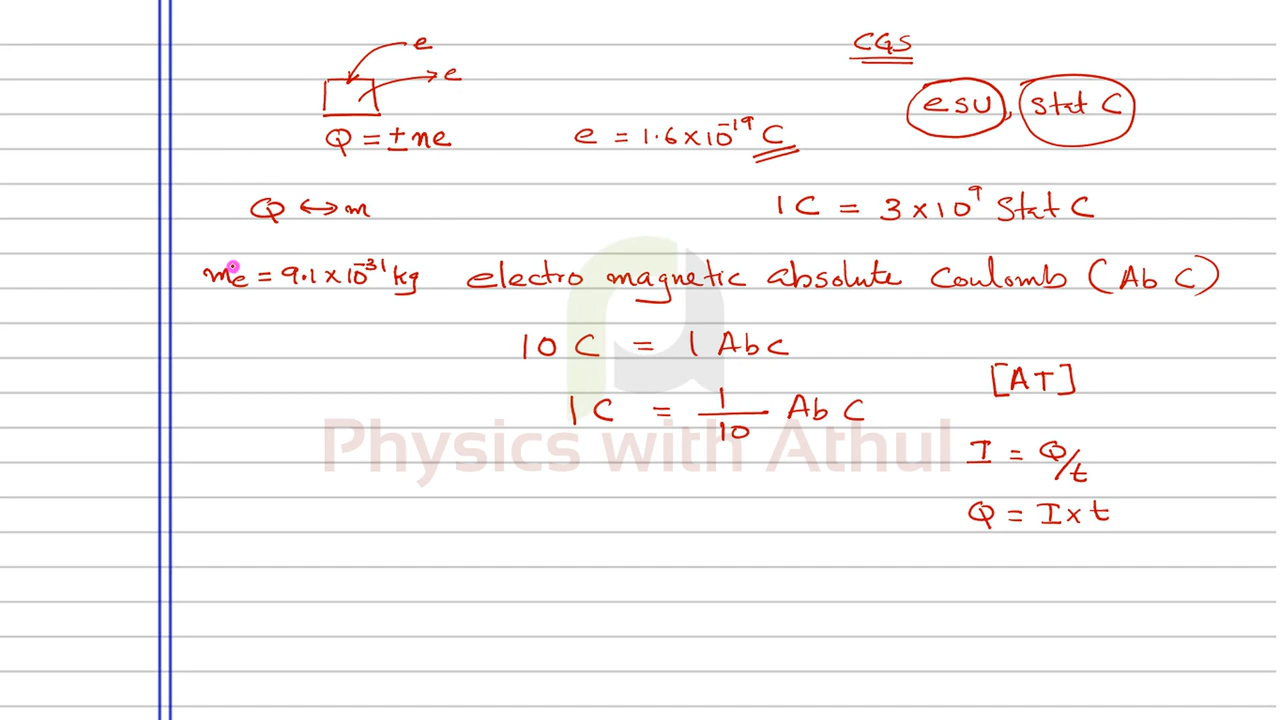 e
CGS
e
esu, Stat C
Q = ±ne e = 1.6×10⁻¹⁹ C
Q ↔ m 1C = 3×10⁹ Stat C
me = 9.1×10⁻³¹ kg electro magnetic absolute Coulomb (Ab C)
10 C = 1 Abc
[AT]
1C = 1/10 Ab C
Physics with Athul
I = Q/t
Q = I×t